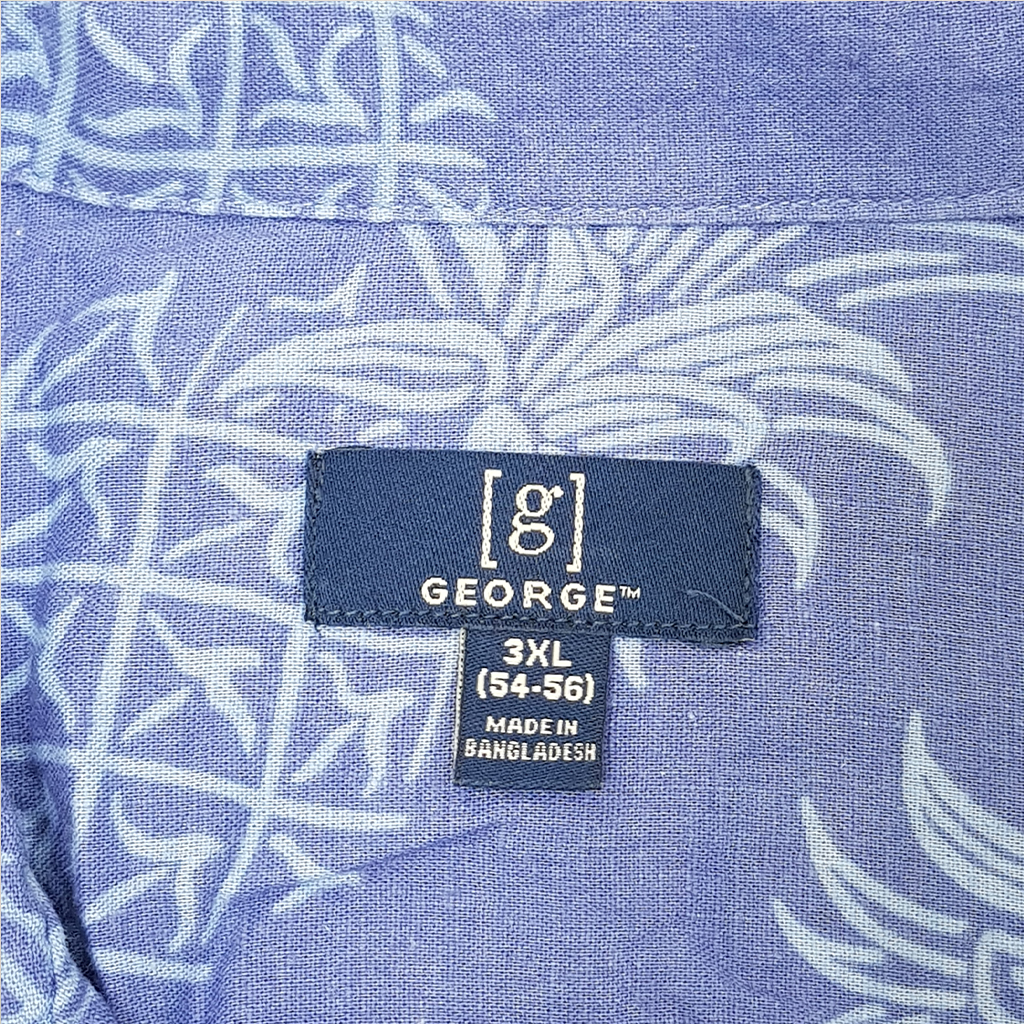 [g]
GEORGE™
3XL
(54-56)
MADE IN
BANGLADESH